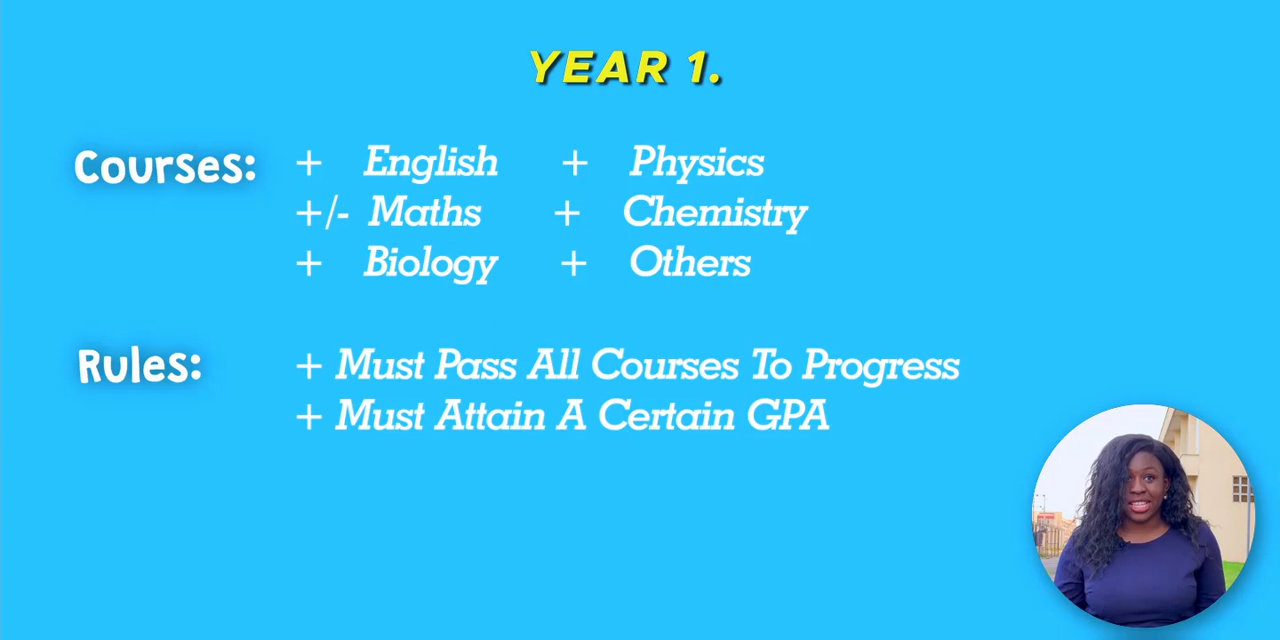 YEAR 1.
Courses: + English + Physics
+/- Maths + Chemistry
+ Biology + Others
Rules: + Must Pass All Courses To Progress
+ Must Attain A Certain GPA